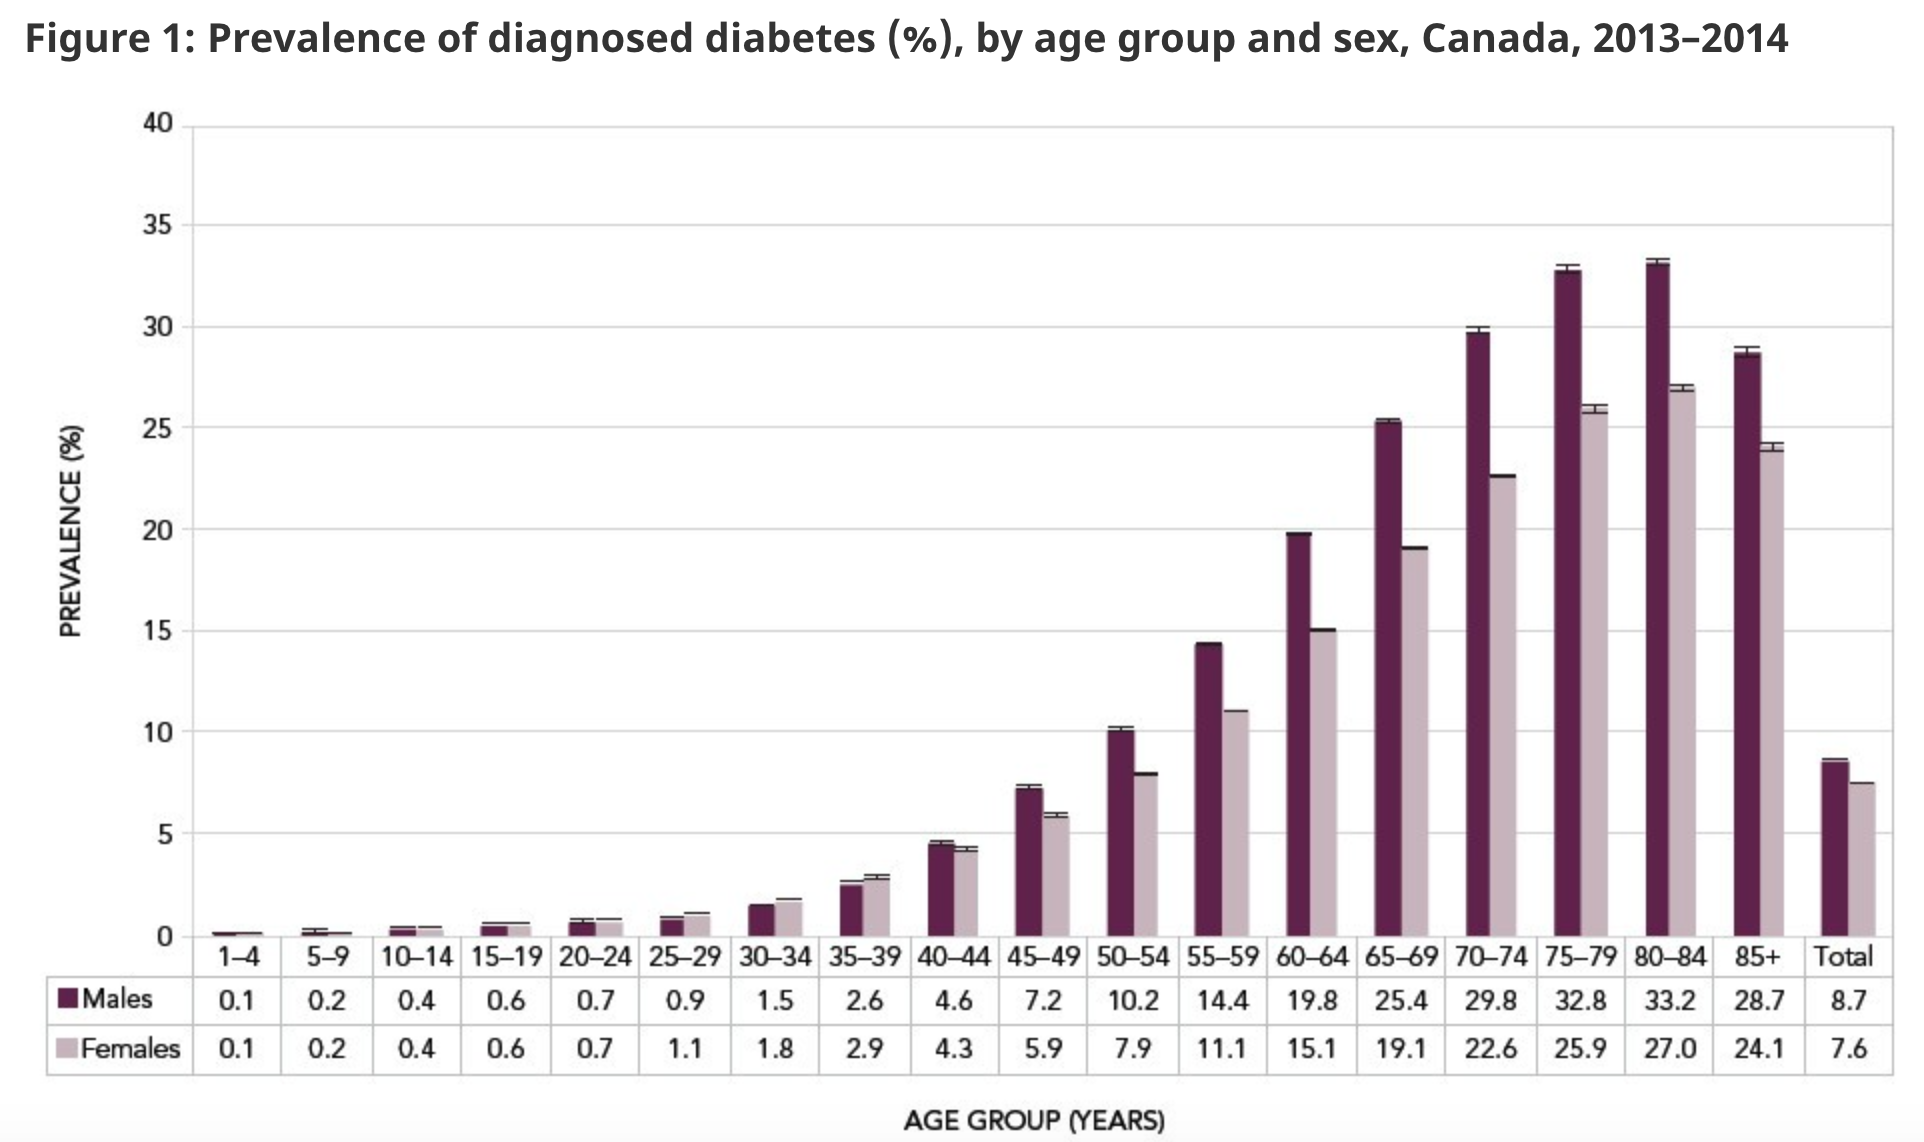 Figure 1: Prevalence of diagnosed diabetes (%), by age group and sex, Canada, 2013–2014
40
35
30
25
20
15
10
5
0
PREVALENCE (%)
1–4 5–9 10–14 15–19 20–24 25–29 30–34 35–39 40–44 45–49 50–54 55–59 60–64 65–69 70–74 75–79 80–84 85+ Total
Males 0.1 0.2 0.4 0.6 0.7 0.9 1.5 2.6 4.6 7.2 10.2 14.4 19.8 25.4 29.8 32.8 33.2 28.7 8.7
Females 0.1 0.2 0.4 0.6 0.7 1.1 1.8 2.9 4.3 5.9 7.9 11.1 15.1 19.1 22.6 25.9 27.0 24.1 7.6
AGE GROUP (YEARS)